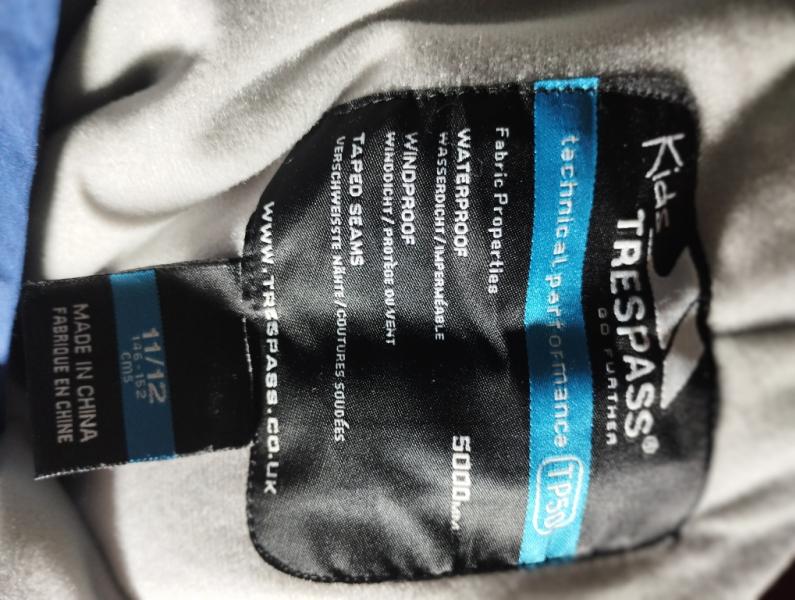 Kids
TRESPASS®
GO FURTHER
technical performance TP50
Fabric Properties
WATERPROOF 5000MM
WASSERDICHT/IMPERMÉABLE
WINDPROOF
WINDDICHT/PROTÈGE DU VENT
TAPED SEAMS
VERSCHWEISSTE NÄHTE/COUTURES SOUDÉES
WWW.TRESPASS.CO.UK
11/12
146-152
cms
MADE IN CHINA
FABRIQUE EN CHINE